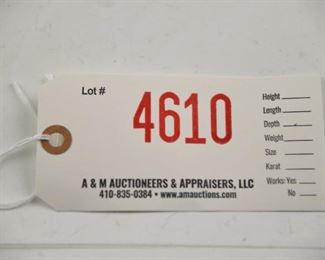 Lot #
4610
Height
Length
Depth
Weight
Size
Karat
Works: Yes
No
A & M AUCTIONEERS & APPRAISERS, LLC
410-835-0384 • www.amauctions.com